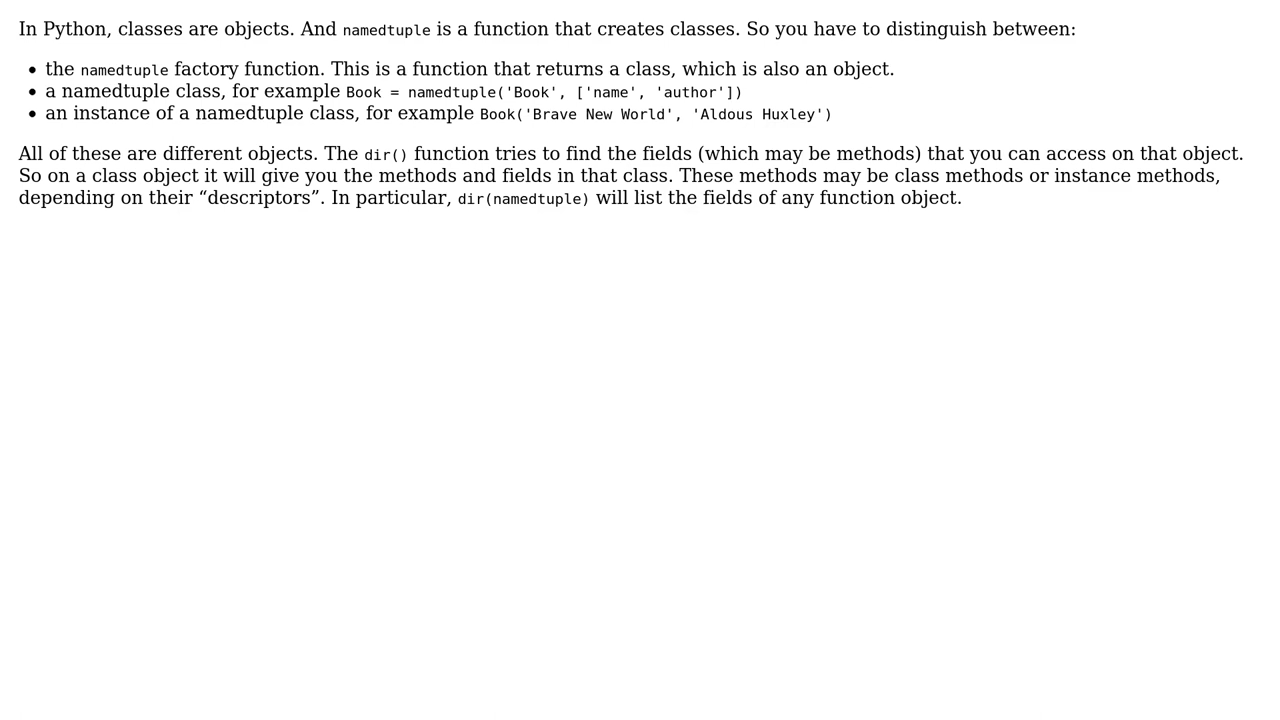 In Python, classes are objects. And namedtuple is a function that creates classes. So you have to distinguish between:
• the namedtuple factory function. This is a function that returns a class, which is also an object.
• a namedtuple class, for example Book = namedtuple('Book', ['name', 'author'])
• an instance of a namedtuple class, for example Book('Brave New World', 'Aldous Huxley')
All of these are different objects. The dir() function tries to find the fields (which may be methods) that you can access on that object.
So on a class object it will give you the methods and fields in that class. These methods may be class methods or instance methods,
depending on their “descriptors”. In particular, dir(namedtuple) will list the fields of any function object.